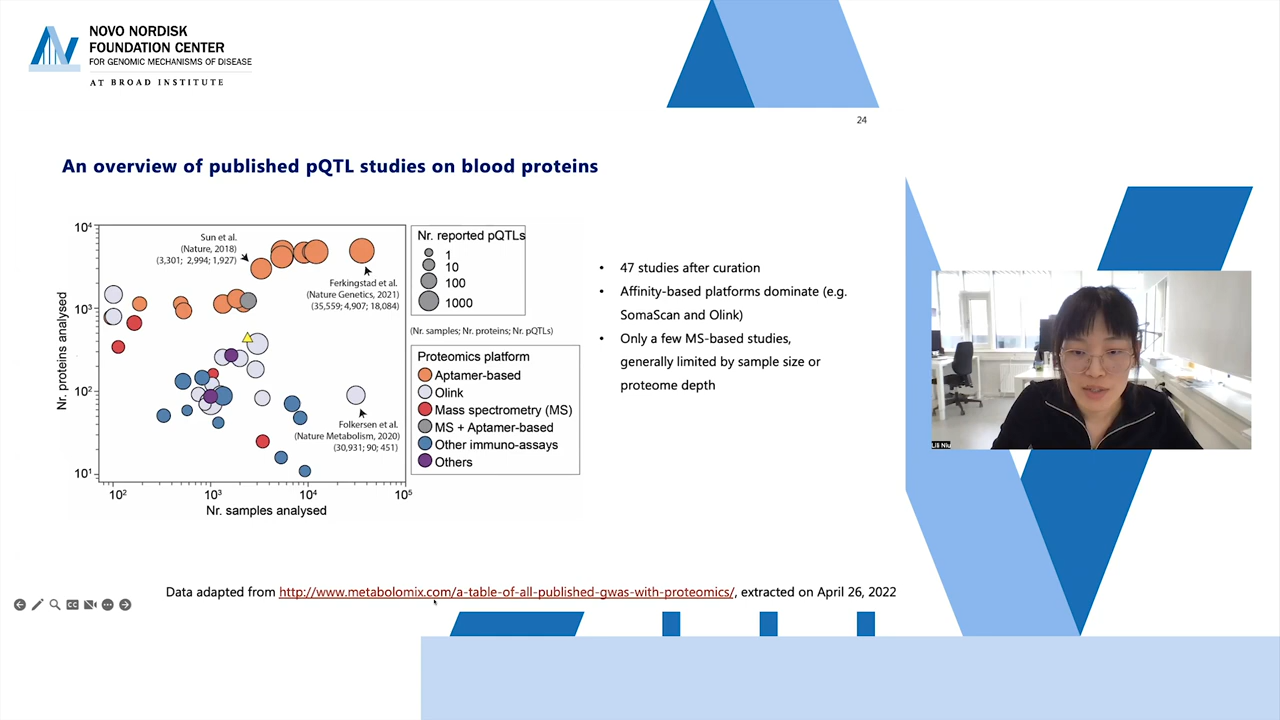 NOVO NORDISK
FOUNDATION CENTER
FOR GENOMIC MECHANISMS OF DISEASE
AT BROAD INSTITUTE
24
An overview of published pQTL studies on blood proteins
Nr. proteins analysed
10⁴
10³
10²
10¹
Sun et al.
(Nature, 2018)
(3,301; 2,994; 1,927)
Ferkingstad et al.
(Nature Genetics, 2021)
(35,559; 4,907; 18,084)
Folkersen et al.
(Nature Metabolism, 2020)
(30,931; 90; 451)
10² 10³ 10⁴ 10⁵
Nr. samples analysed
Nr. reported pQTLs
1
10
100
1000
(Nr. samples; Nr. proteins; Nr. pQTLs)
Proteomics platform
Aptamer-based
Olink
Mass spectrometry (MS)
MS + Aptamer-based
Other immuno-assays
Others
• 47 studies after curation
• Affinity-based platforms dominate (e.g.
SomaScan and Olink)
• Only a few MS-based studies,
generally limited by sample size or
proteome depth
Lili Niu
Data adapted from http://www.metabolomix.com/a-table-of-all-published-gwas-with-proteomics/, extracted on April 26, 2022